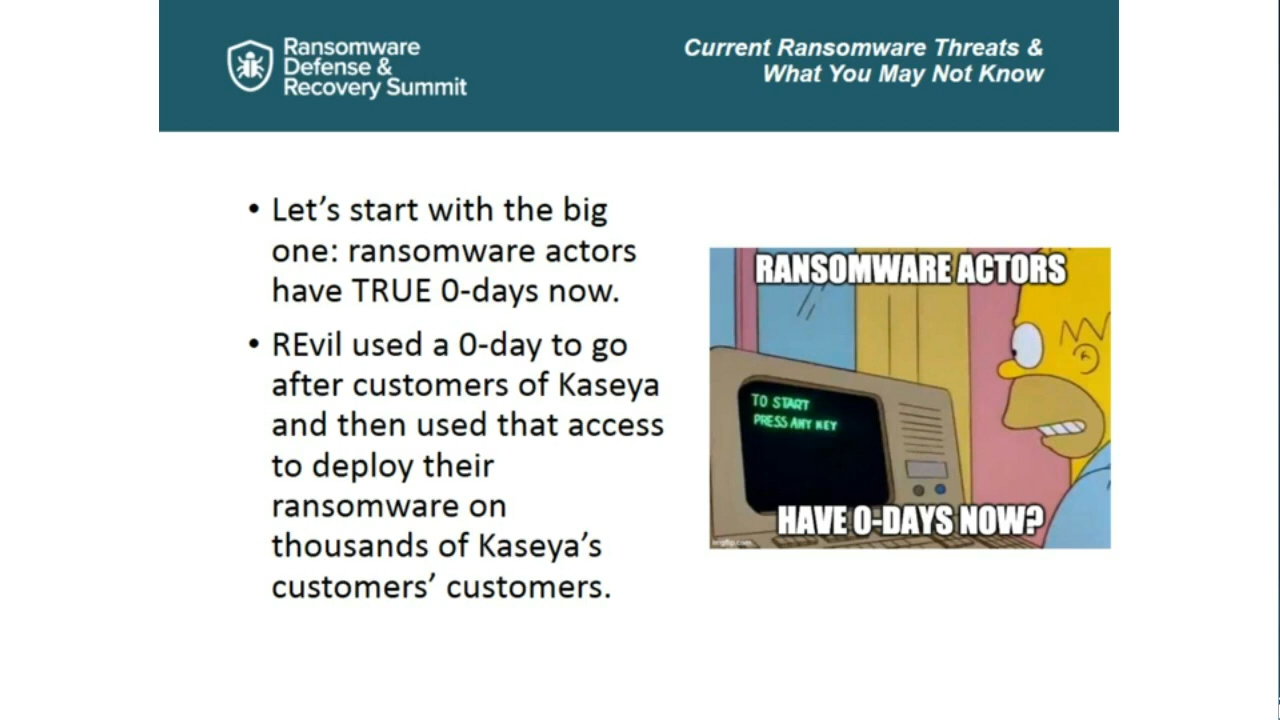 Ransomware
Defense &
Recovery Summit
Current Ransomware Threats &
What You May Not Know
• Let’s start with the big
one: ransomware actors
have TRUE 0-days now.
• REvil used a 0-day to go
after customers of Kaseya
and then used that access
to deploy their
ransomware on
thousands of Kaseya’s
customers’ customers.
RANSOMWARE ACTORS
TO START
PRESS ANY KEY
HAVE 0-DAYS NOW?
imgflip.com